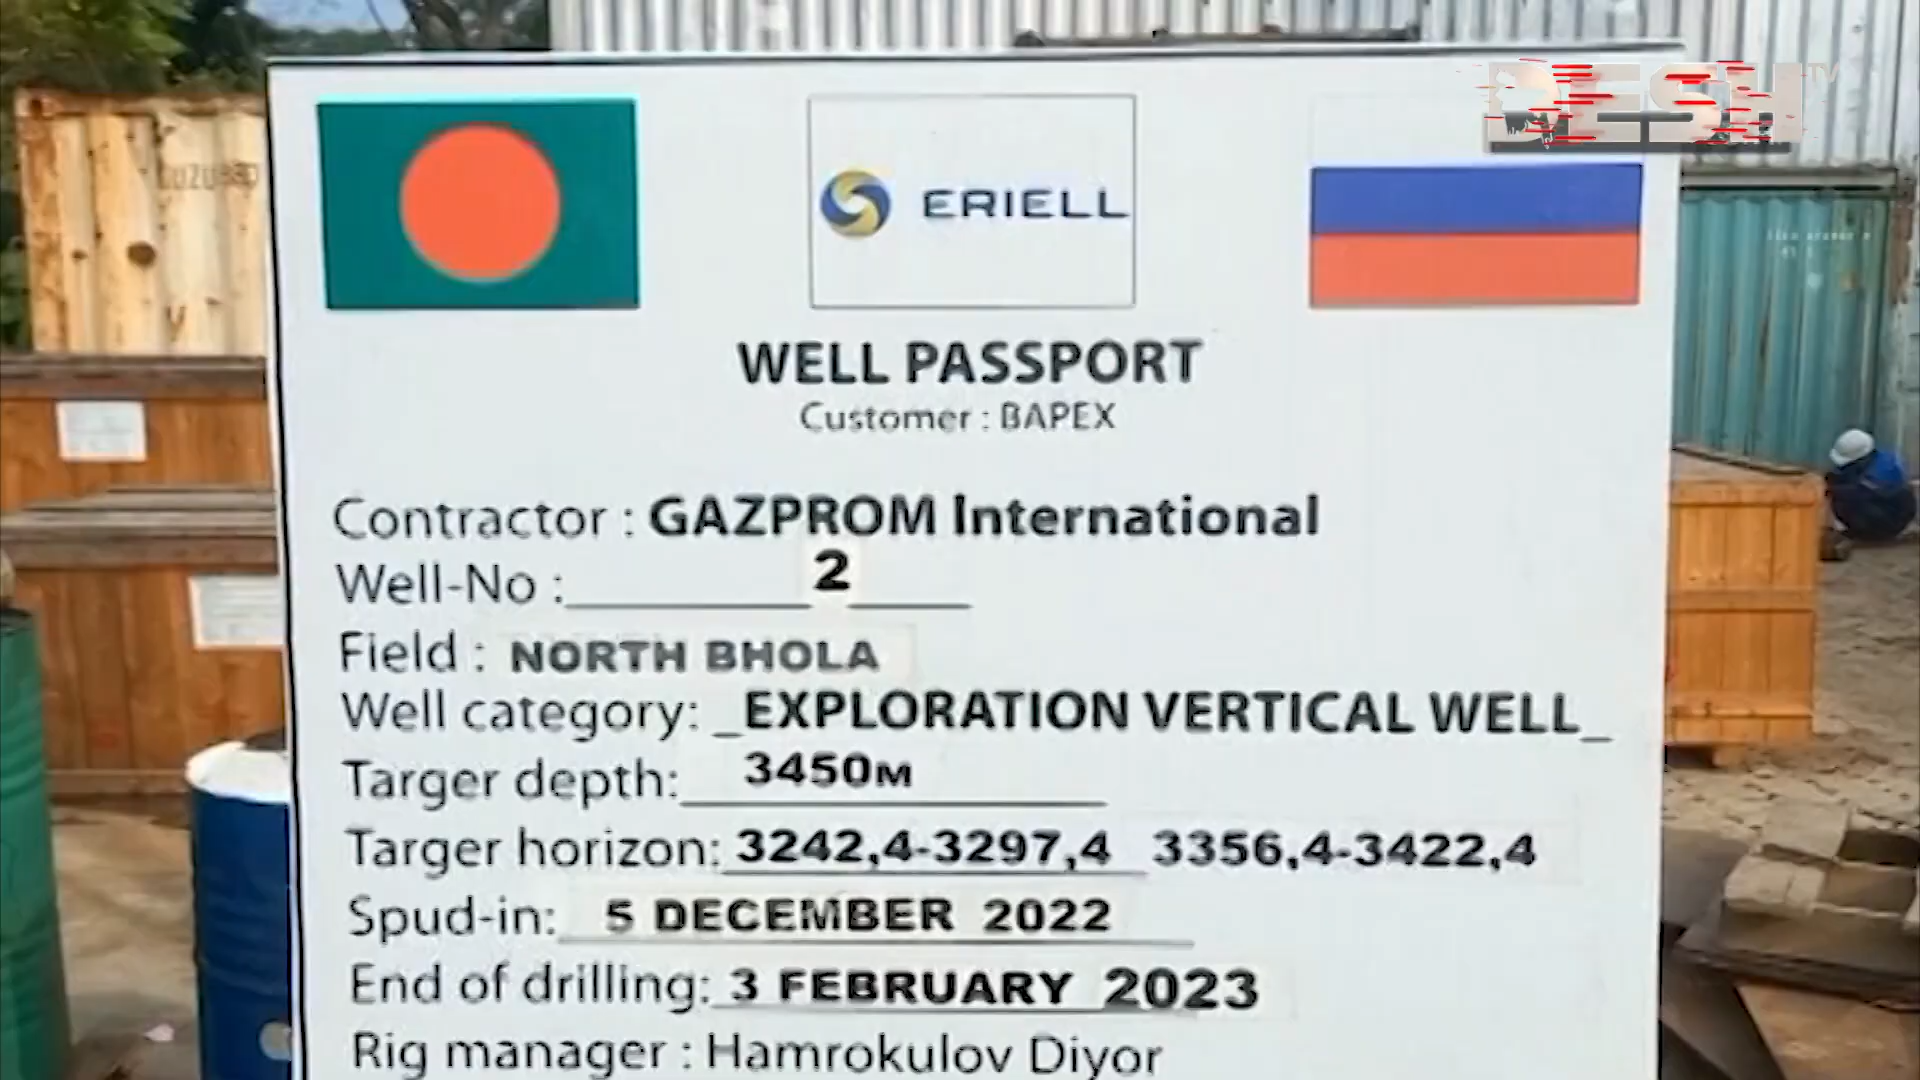 DESH TV
ERIELL
WELL PASSPORT
Customer : BAPEX
Contractor : GAZPROM International
Well-No : 2
Field : NORTH BHOLA
Well category: _EXPLORATION VERTICAL WELL_
Targer depth: 3450м
Targer horizon: 3242,4-3297,4 3356,4-3422,4
Spud-in: 5 DECEMBER 2022
End of drilling: 3 FEBRUARY 2023
Rig manager : Hamrokulov Diyor